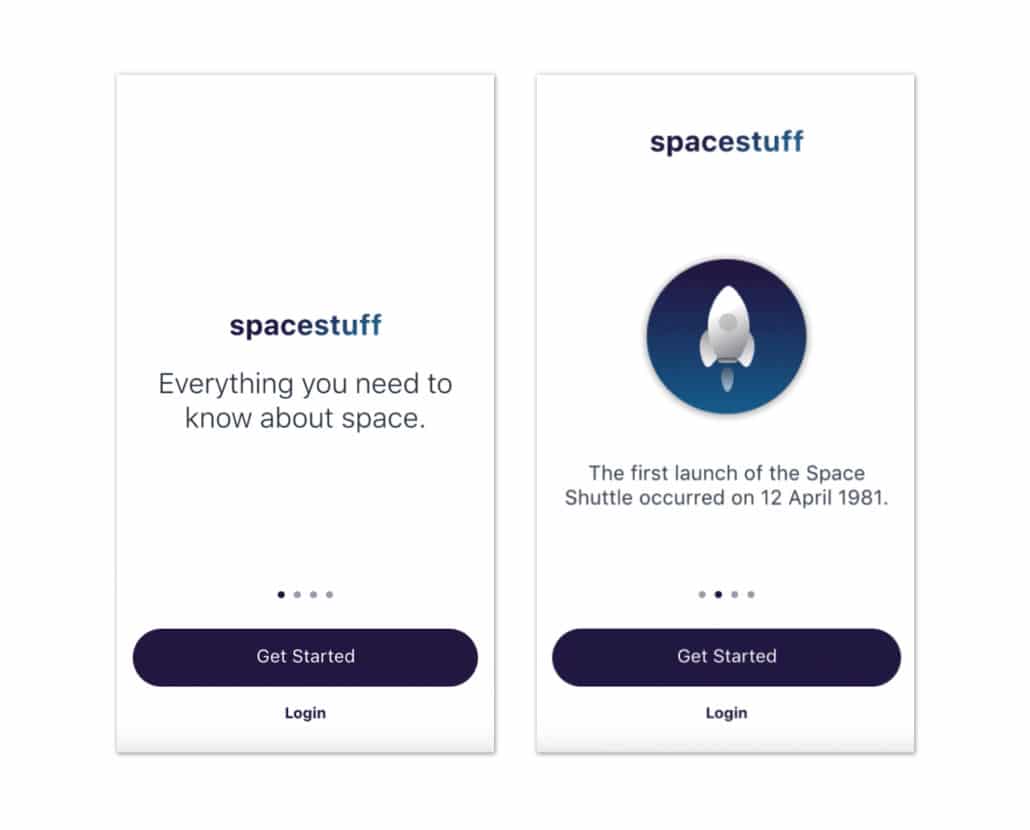 spacestuff
Everything you need to
know about space.
Get Started
Login
spacestuff
The first launch of the Space
Shuttle occurred on 12 April 1981.
Get Started
Login